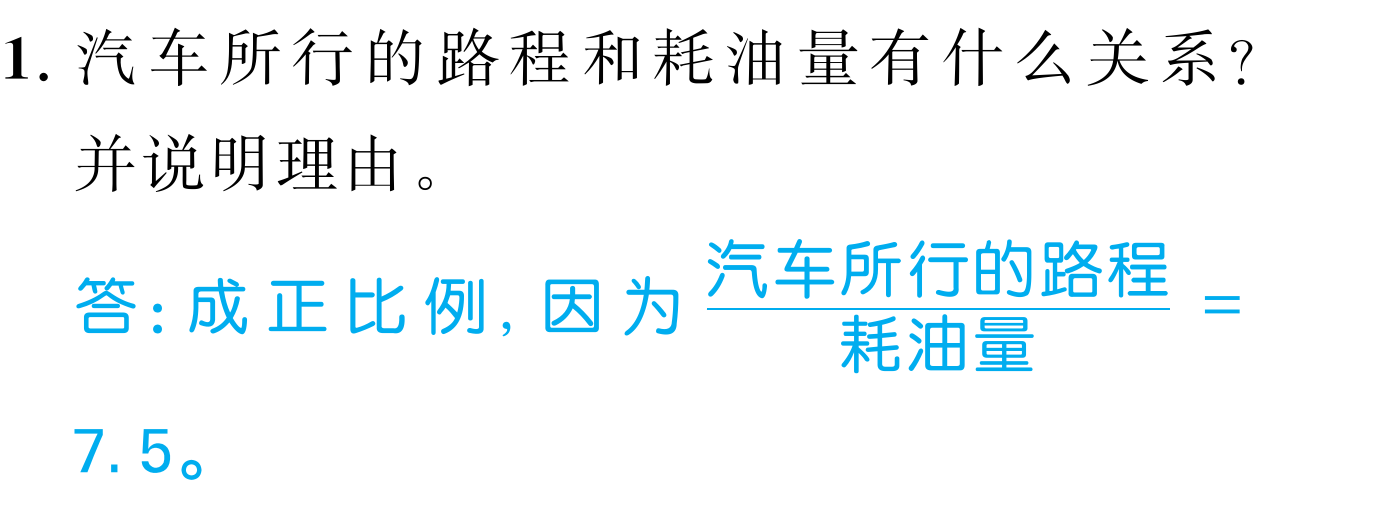 1. 汽车所行的路程和耗油量有什么关系?
并说明理由。
答:成正比例,因为 汽车所行的路程/耗油量 =
7.5。